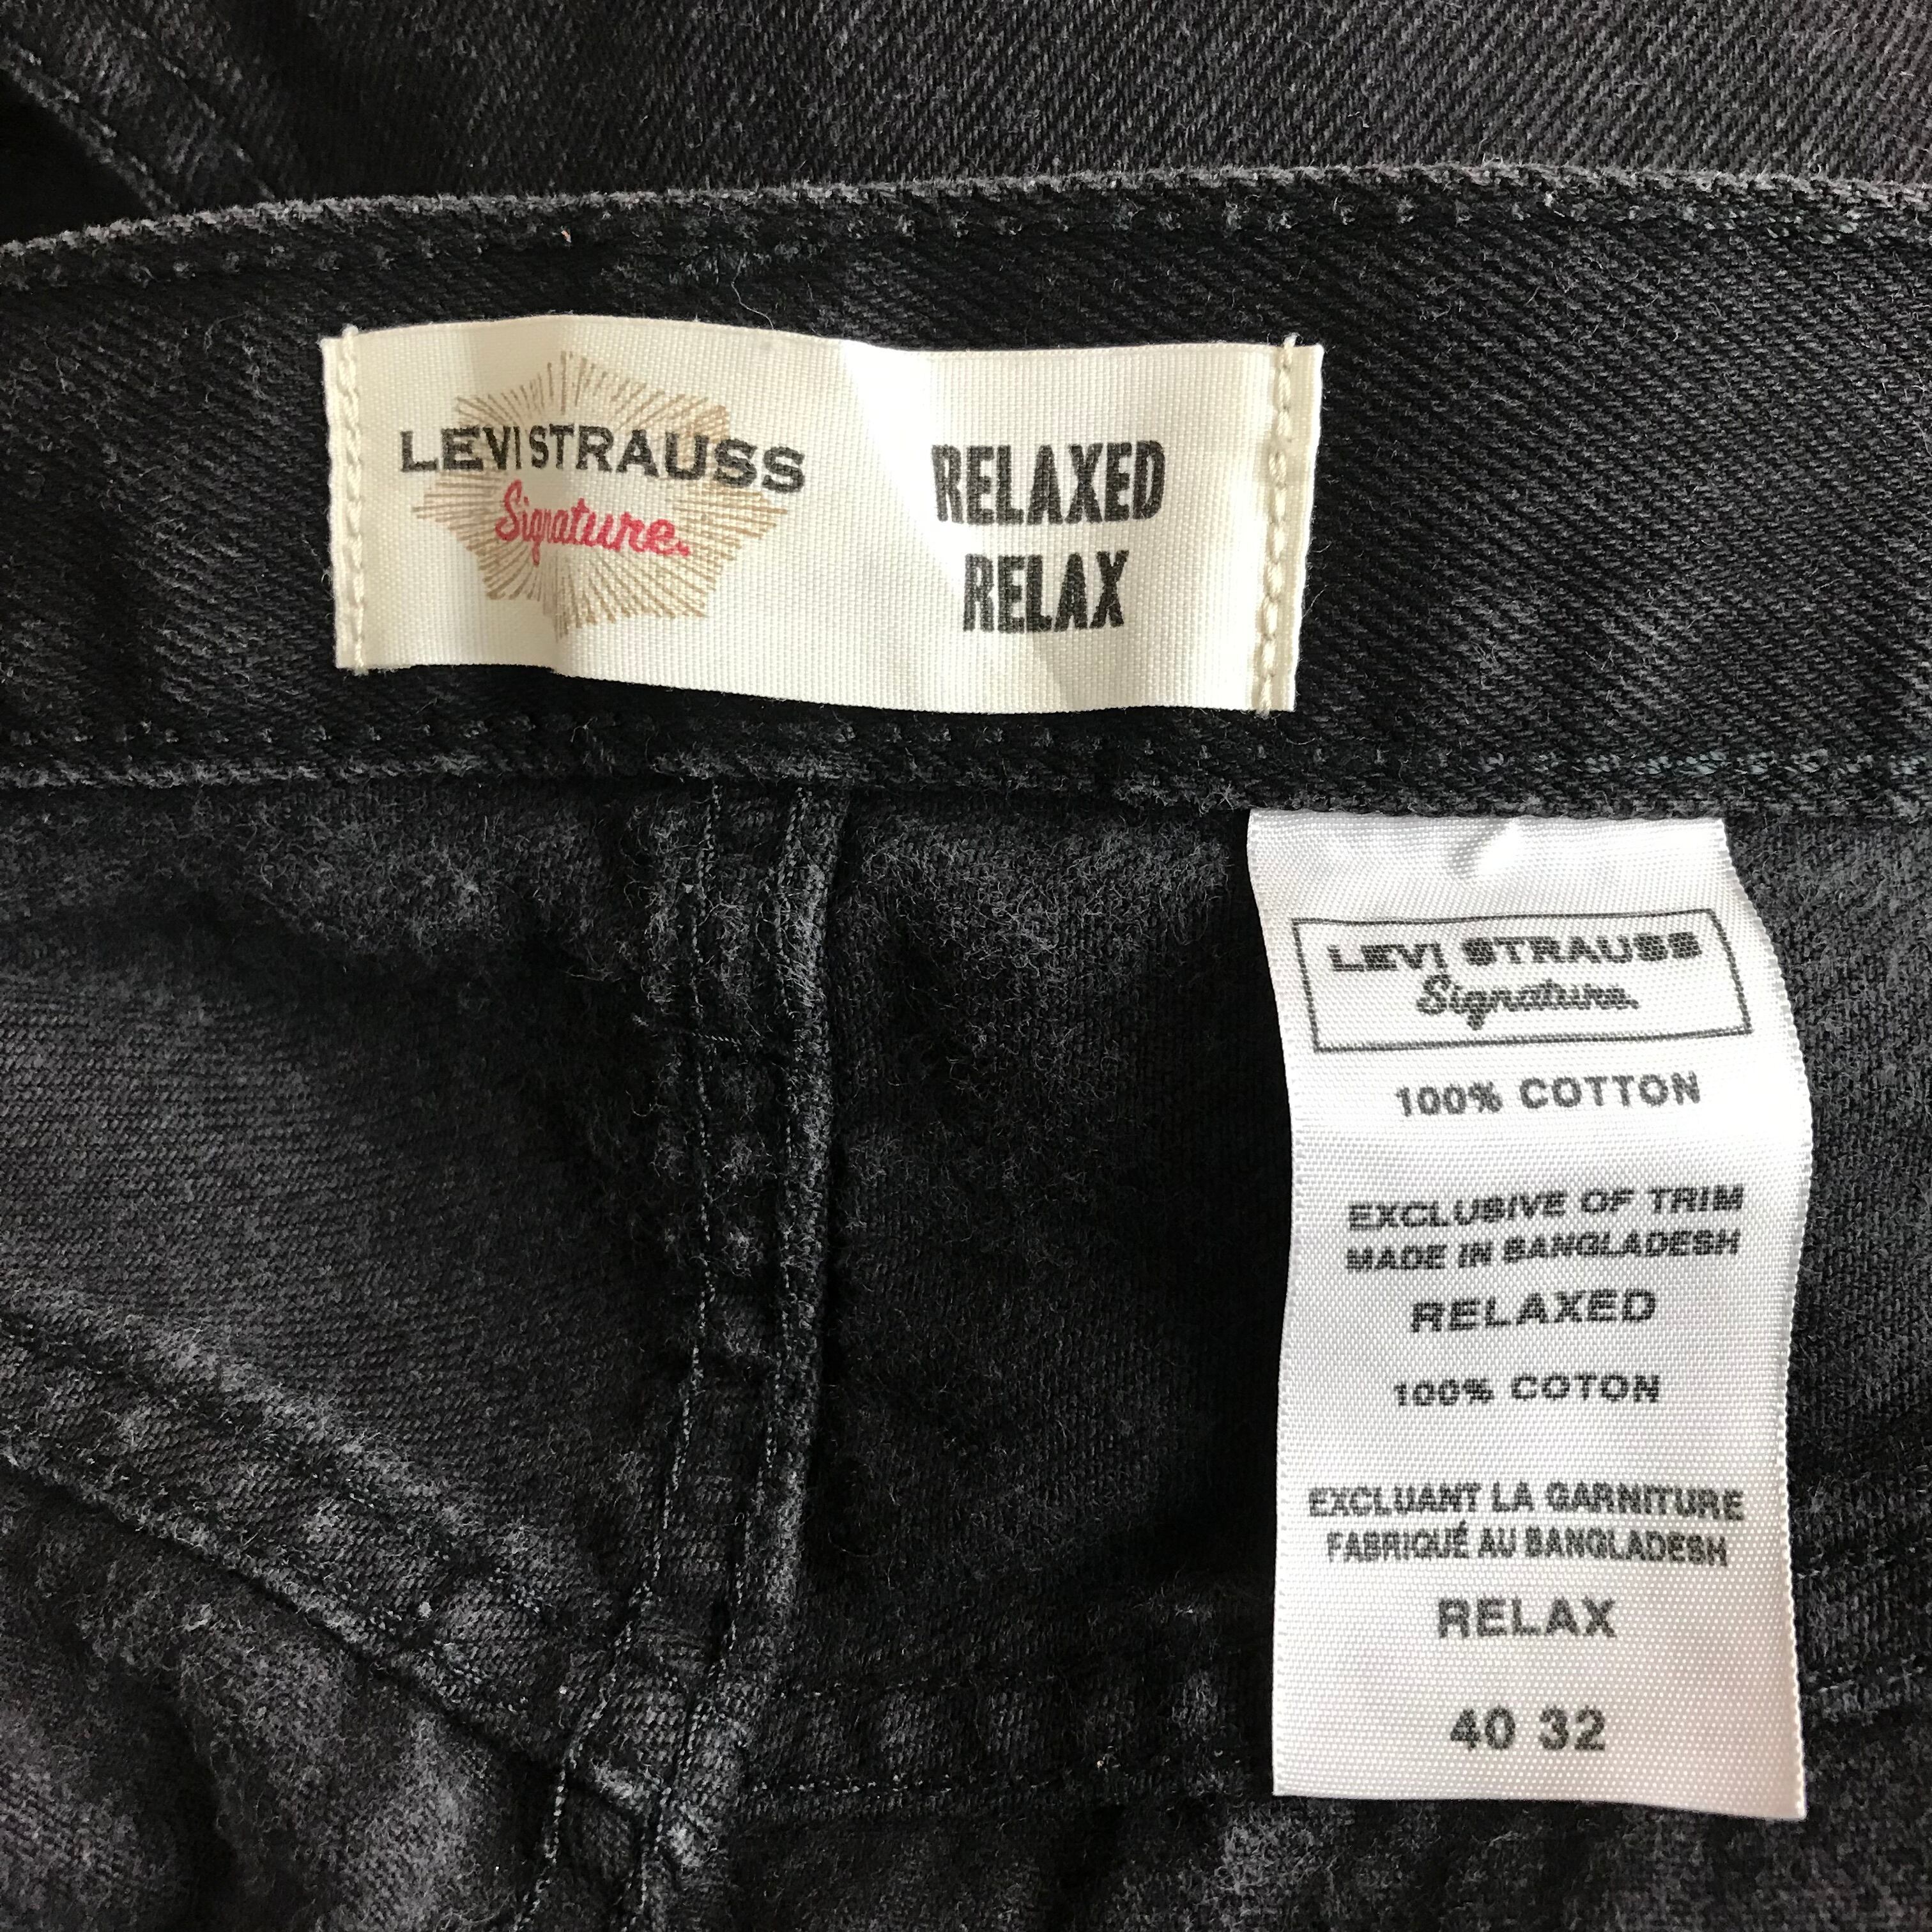 LEVI STRAUSS
Signature.
RELAXED
RELAX
LEVI STRAUSS
Signature.
100% COTTON
EXCLUSIVE OF TRIM
MADE IN BANGLADESH
RELAXED
100% COTON
EXCLUANT LA GARNITURE
FABRIQUÉ AU BANGLADESH
RELAX
40 32